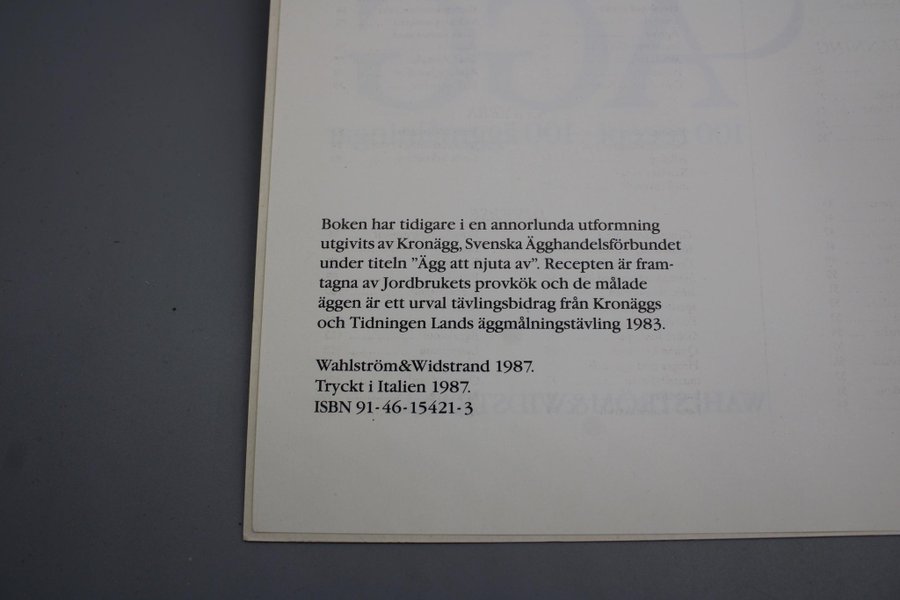 Boken har tidigare i en annorlunda utformning
utgivits av Kronägg, Svenska Ägghandelsförbundet
under titeln ”Ägg att njuta av”. Recepten är fram-
tagna av Jordbrukets provkök och de målade
äggen är ett urval tävlingsbidrag från Kronäggs
och Tidningen Lands äggmålningstävling 1983.
Wahlström&Widstrand 1987.
Tryckt i Italien 1987.
ISBN 91-46-15421-3